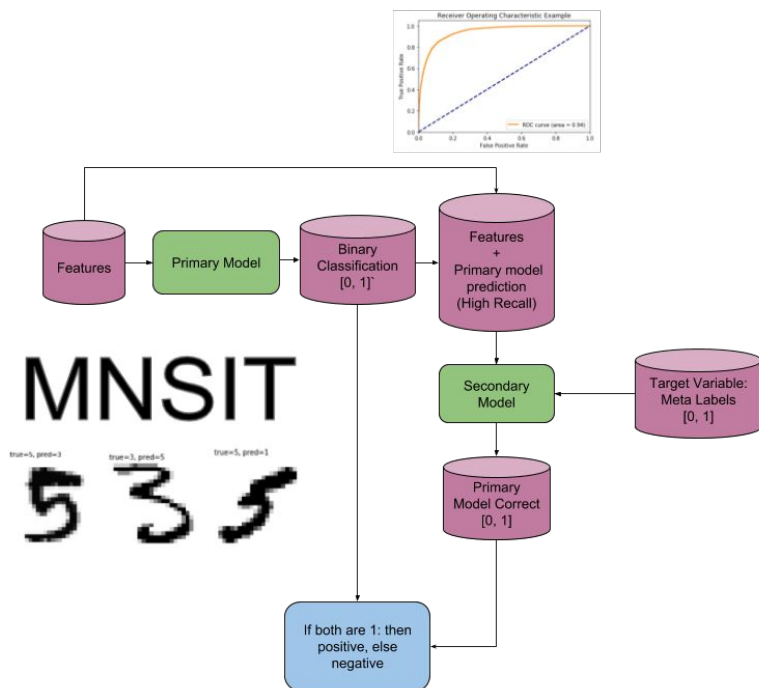 Receiver Operating Characteristic Example
True Positive Rate
1.0
0.8
0.6
0.4
0.2
0.0
ROC curve (area = 0.94)
0.0 0.2 0.4 0.6 0.8 1.0
False Positive Rate
Features
Primary Model
Binary
Classification
[0, 1]`
Features
+
Primary model
prediction
(High Recall)
MNSIT
true=5, pred=3
true=3, pred=5
true=5, pred=1
5 3 5
Secondary
Model
Target Variable:
Meta Labels
[0, 1]
Primary
Model Correct
[0, 1]
If both are 1: then
positive, else
negative